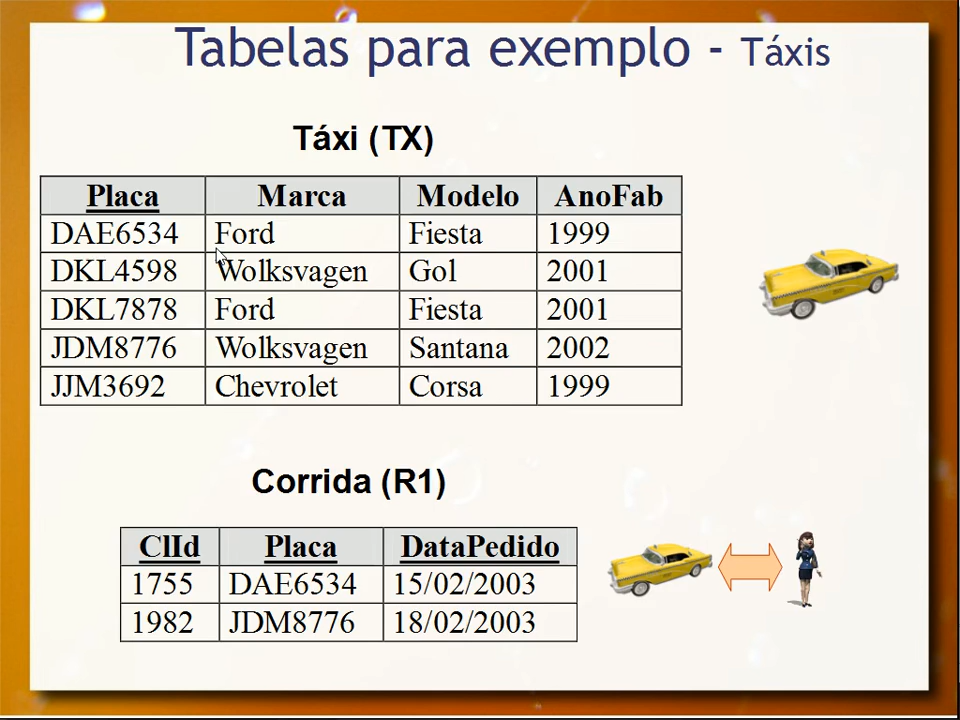 Tabelas para exemplo - Táxis
Táxi (TX)
Placa Marca Modelo AnoFab
DAE6534 Ford Fiesta 1999
DKL4598 Wolksvagen Gol 2001
DKL7878 Ford Fiesta 2001
JDM8776 Wolksvagen Santana 2002
JJM3692 Chevrolet Corsa 1999
Corrida (R1)
ClId Placa DataPedido
1755 DAE6534 15/02/2003
1982 JDM8776 18/02/2003